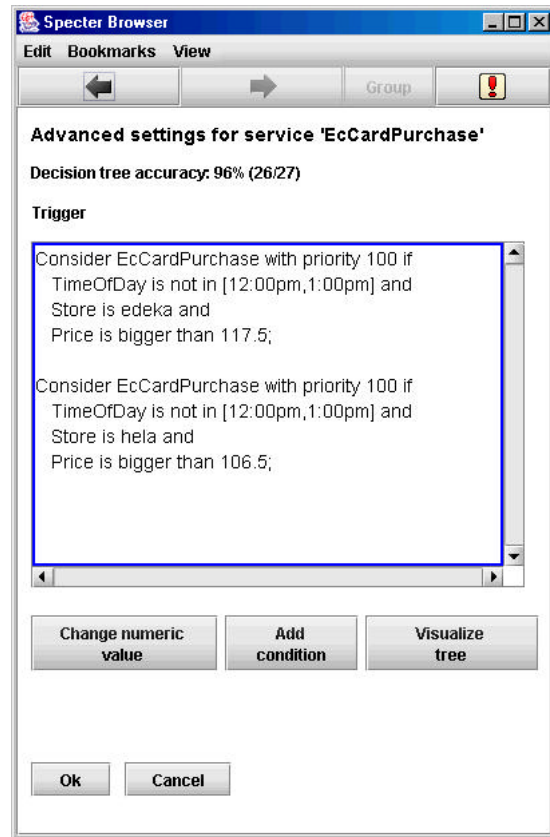 Specter Browser
Edit Bookmarks View
Group
Advanced settings for service 'EcCardPurchase'
Decision tree accuracy: 96% (26/27)
Trigger
Consider EcCardPurchase with priority 100 if
TimeOfDay is not in [12:00pm,1:00pm] and
Store is edeka and
Price is bigger than 117.5;
Consider EcCardPurchase with priority 100 if
TimeOfDay is not in [12:00pm,1:00pm] and
Store is hela and
Price is bigger than 106.5;
Change numeric Add Visualize
value condition tree
Ok Cancel